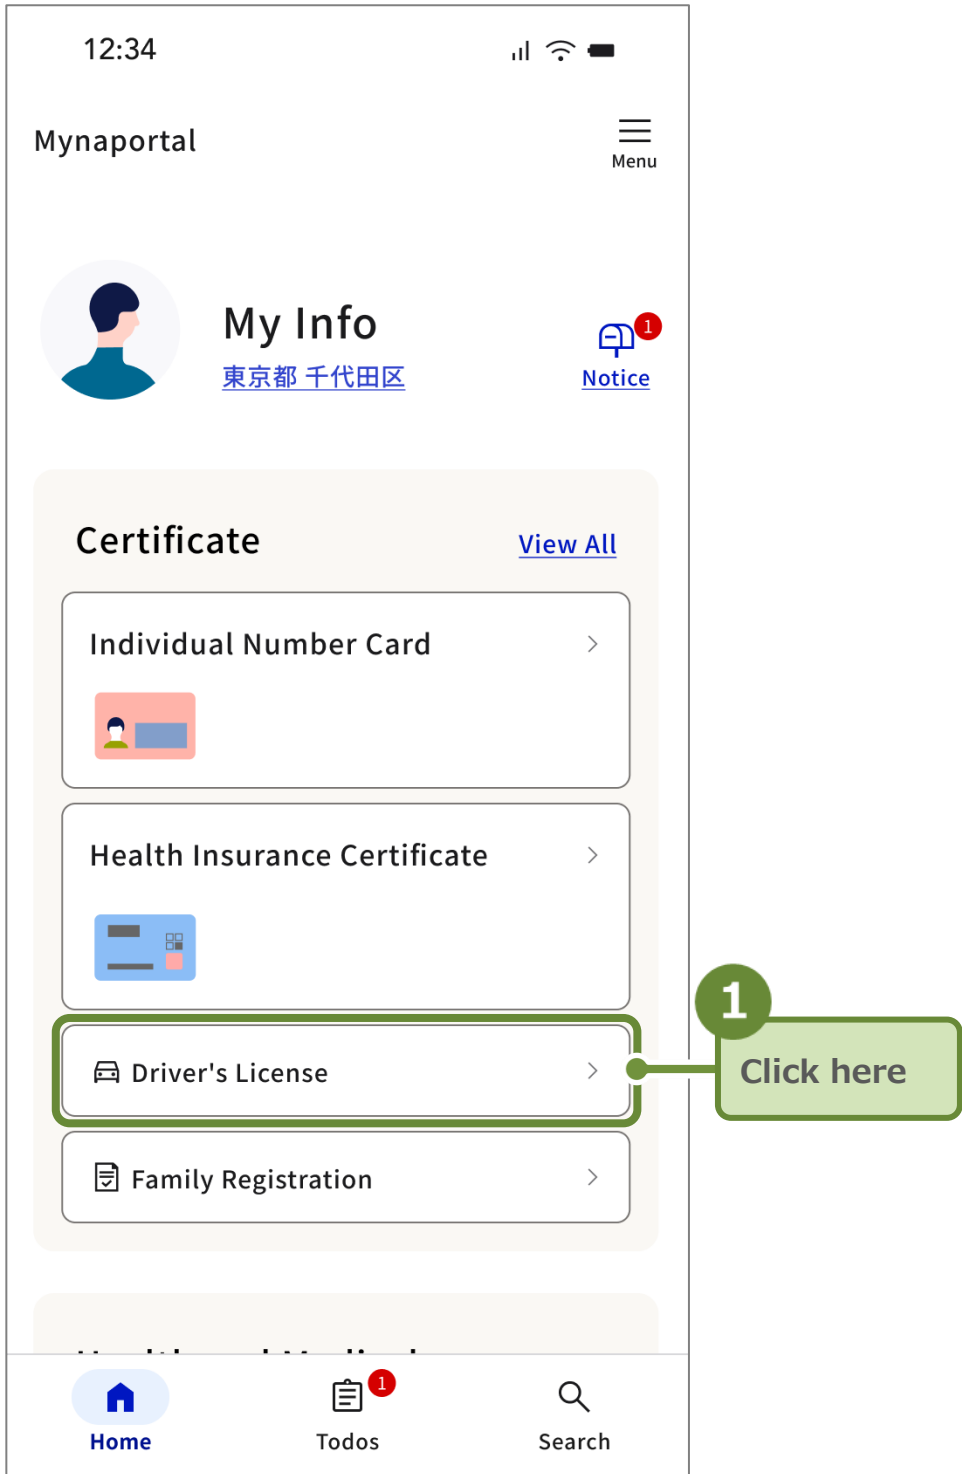 12:34
Mynaportal
Menu
My Info
東京都 千代田区
1
Notice
Certificate
View All
Individual Number Card
Health Insurance Certificate
1
Driver's License
Click here
Family Registration
1
Home
Todos
Search